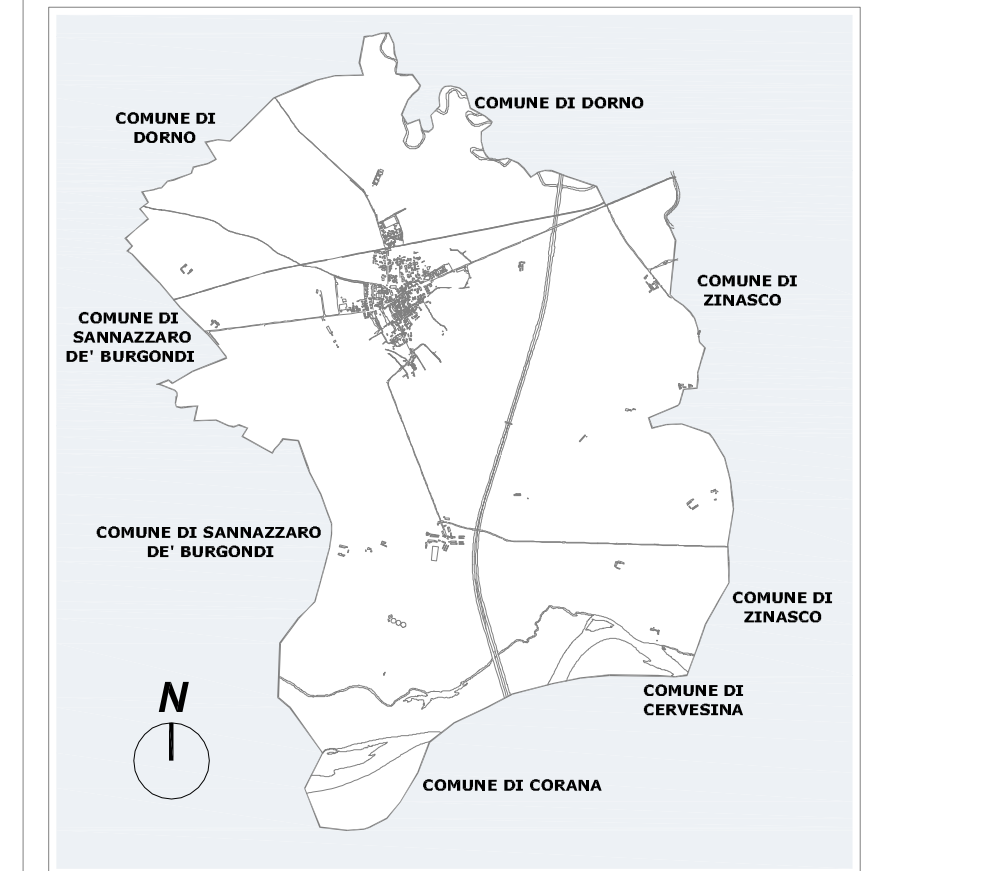 COMUNE DI DORNO
COMUNE DI
DORNO
COMUNE DI
ZINASCO
COMUNE DI
SANNAZZARO
DE' BURGONDI
COMUNE DI SANNAZZARO
DE' BURGONDI
COMUNE DI
ZINASCO
N
COMUNE DI
CERVESINA
COMUNE DI CORANA